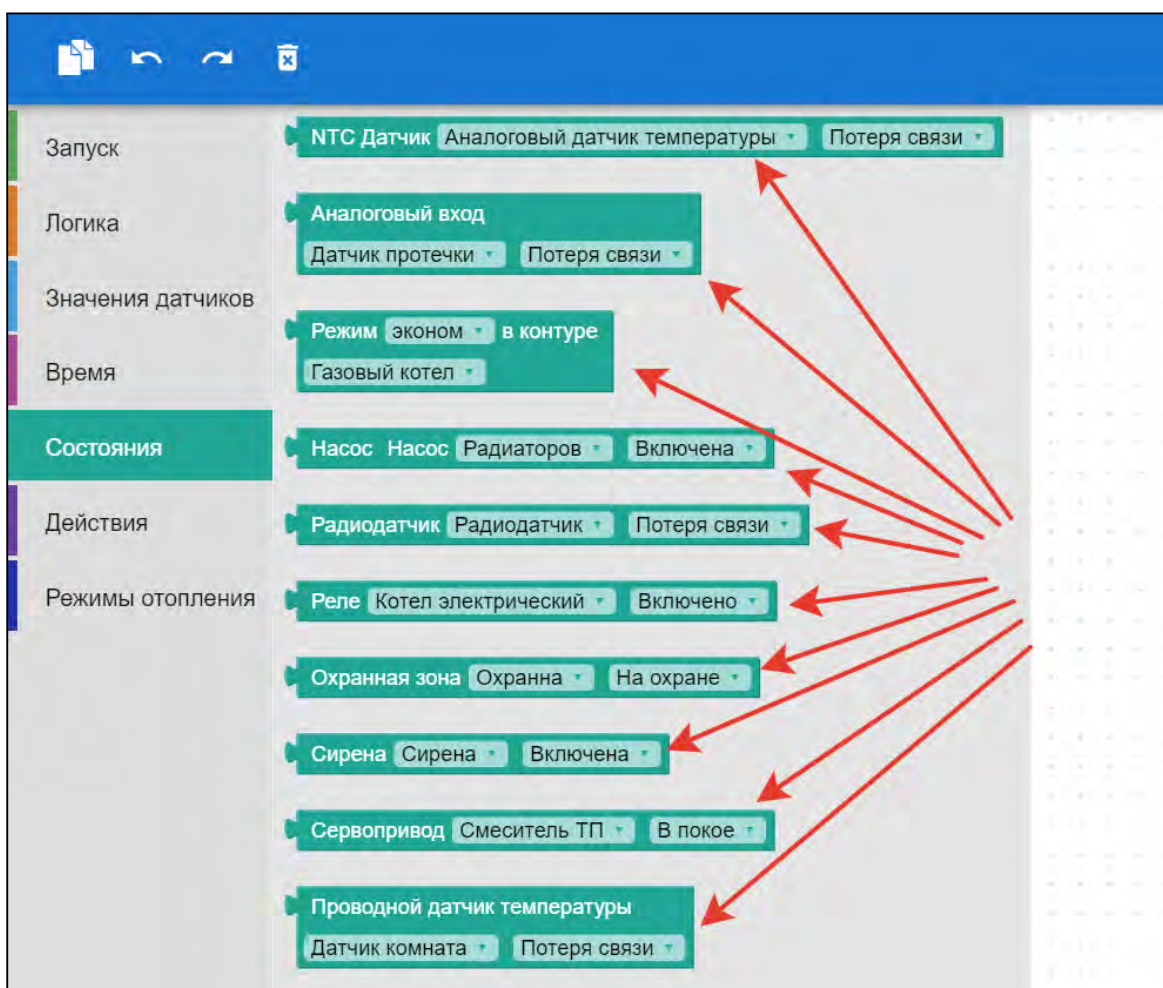 Запуск
Логика
Значения датчиков
Время
Состояния
Действия
Режимы отопления
NTC Датчик Аналоговый датчик температуры Потеря связи
Аналоговый вход
Датчик протечки Потеря связи
Режим эконом в контуре
Газовый котел
Насос Насос Радиаторов Включена
Радиодатчик Радиодатчик Потеря связи
Реле Котел электрический Включено
Охранная зона Охранна На охране
Сирена Сирена Включена
Сервопривод Смеситель ТП В покое
Проводной датчик температуры
Датчик комната Потеря связи